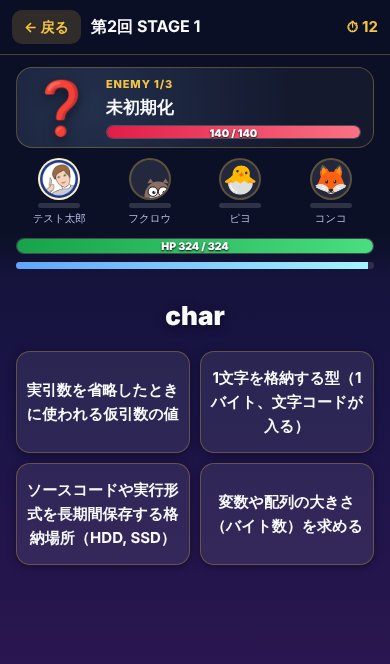 ← 戻る
第2回 STAGE 1
⏱ 12
ENEMY 1/3
未初期化
140 / 140
テスト太郎
フクロウ
ピヨ
コンコ
HP 324 / 324
char
実引数を省略したとき
に使われる仮引数の値
1文字を格納する型（1
バイト、文字コードが
入る）
ソースコードや実行形
式を長期間保存する格
納場所（HDD, SSD）
変数や配列の大きさ
（バイト数）を求める